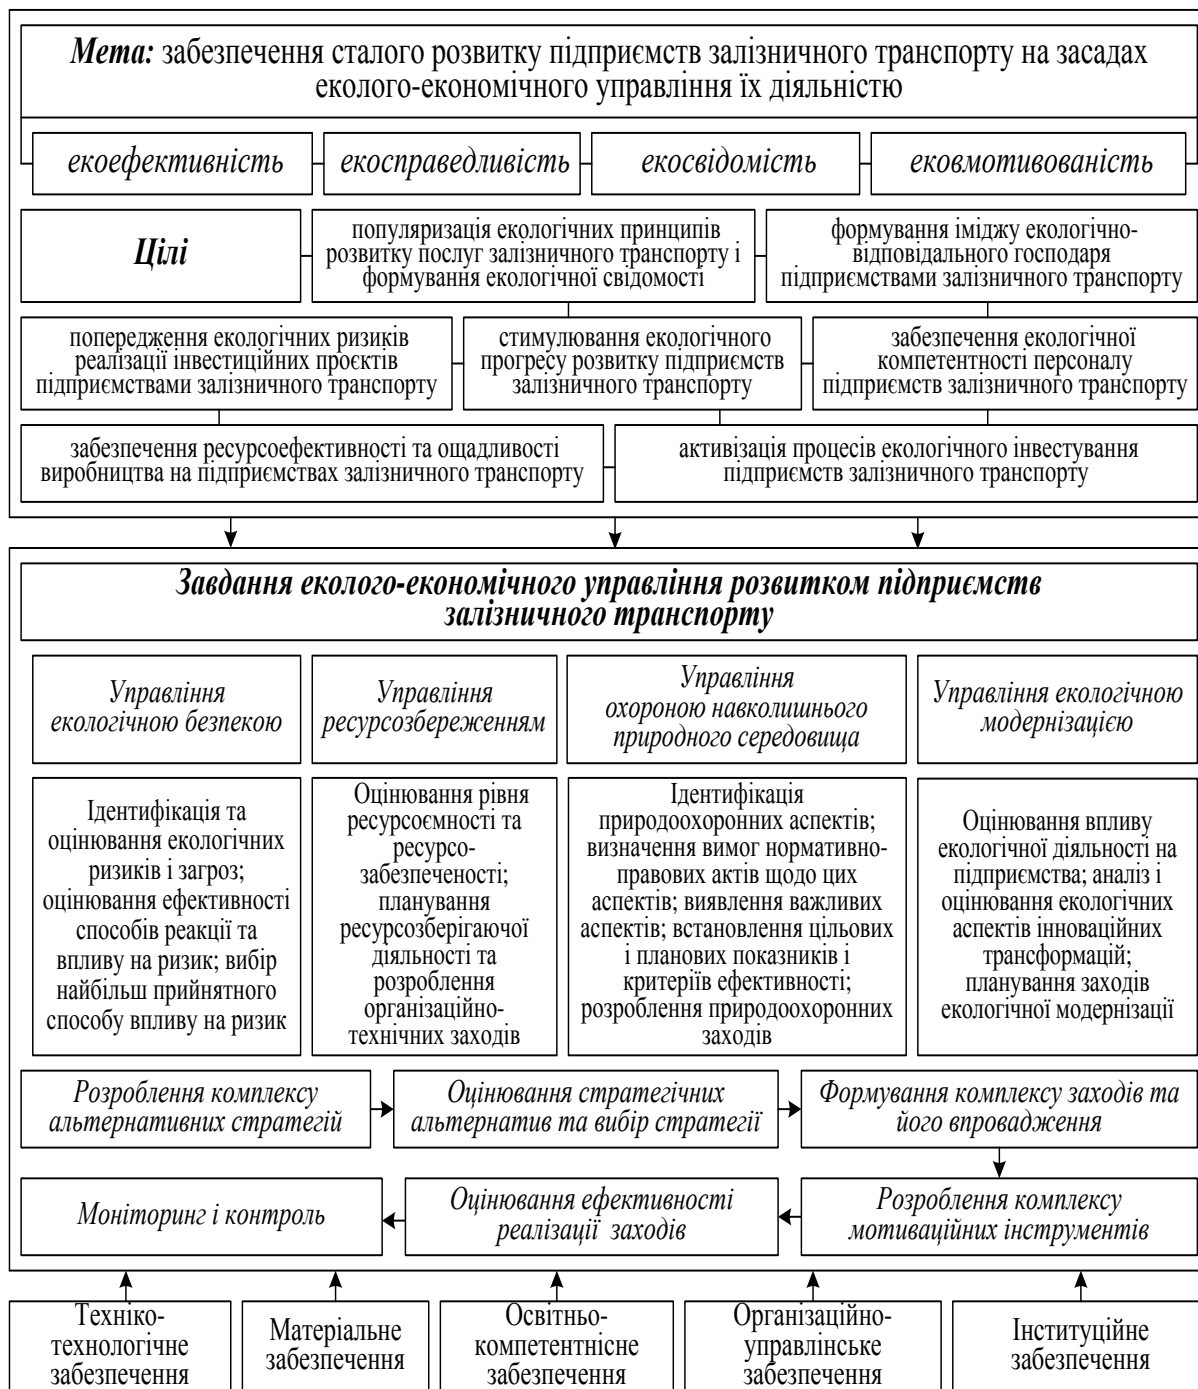 Мета: забезпечення сталого розвитку підприємств залізничного транспорту на засадах
еколого-економічного управління їх діяльністю
екоефективність
екосправедливість
екосвідомість
ековмотивованість
Цілі
популяризація екологічних принципів
розвитку послуг залізничного транспорту і
формування екологічної свідомості
формування іміджу екологічно-
відповідального господаря
підприємствами залізничного транспорту
попередження екологічних ризиків
реалізації інвестиційних проєктів
підприємствами залізничного транспорту
стимулювання екологічного
прогресу розвитку підприємств
залізничного транспорту
забезпечення екологічної
компетентності персоналу
підприємств залізничного транспорту
забезпечення ресурсоефективності та ощадливості
виробництва на підприємствах залізничного транспорту
активізація процесів екологічного інвестування
підприємств залізничного транспорту
Завдання еколого-економічного управління розвитком підприємств
залізничного транспорту
Управління
екологічною безпекою
Управління
ресурсозбереженням
Управління
охороною навколишнього
природного середовища
Управління екологічною
модернізацією
Ідентифікація та
оцінювання екологічних
ризиків і загроз;
оцінювання ефективності
способів реакції та
впливу на ризик; вибір
найбільш прийнятного
способу впливу на ризик
Оцінювання рівня
ресурсоємності та
ресурсо-
забезпеченості;
планування
ресурсозберігаючої
діяльності та
розроблення
організаційно-
технічних заходів
Ідентифікація
природоохоронних аспектів;
визначення вимог нормативно-
правових актів щодо цих
аспектів; виявлення важливих
аспектів; встановлення цільових
і планових показників і
критеріїв ефективності;
розроблення природоохоронних
заходів
Оцінювання впливу
екологічної діяльності на
підприємства; аналіз і
оцінювання екологічних
аспектів інноваційних
трансформацій;
планування заходів
екологічної модернізації
Розроблення комплексу
альтернативних стратегій
Оцінювання стратегічних
альтернатив та вибір стратегії
Формування комплексу заходів та
його впровадження
Моніторинг і контроль
Оцінювання ефективності
реалізації заходів
Розроблення комплексу
мотиваційних інструментів
Техніко-
технологічне
забезпечення
Матеріальне
забезпечення
Освітньо-
компетентнісне
забезпечення
Організаційно-
управлінське
забезпечення
Інституційне
забезпечення